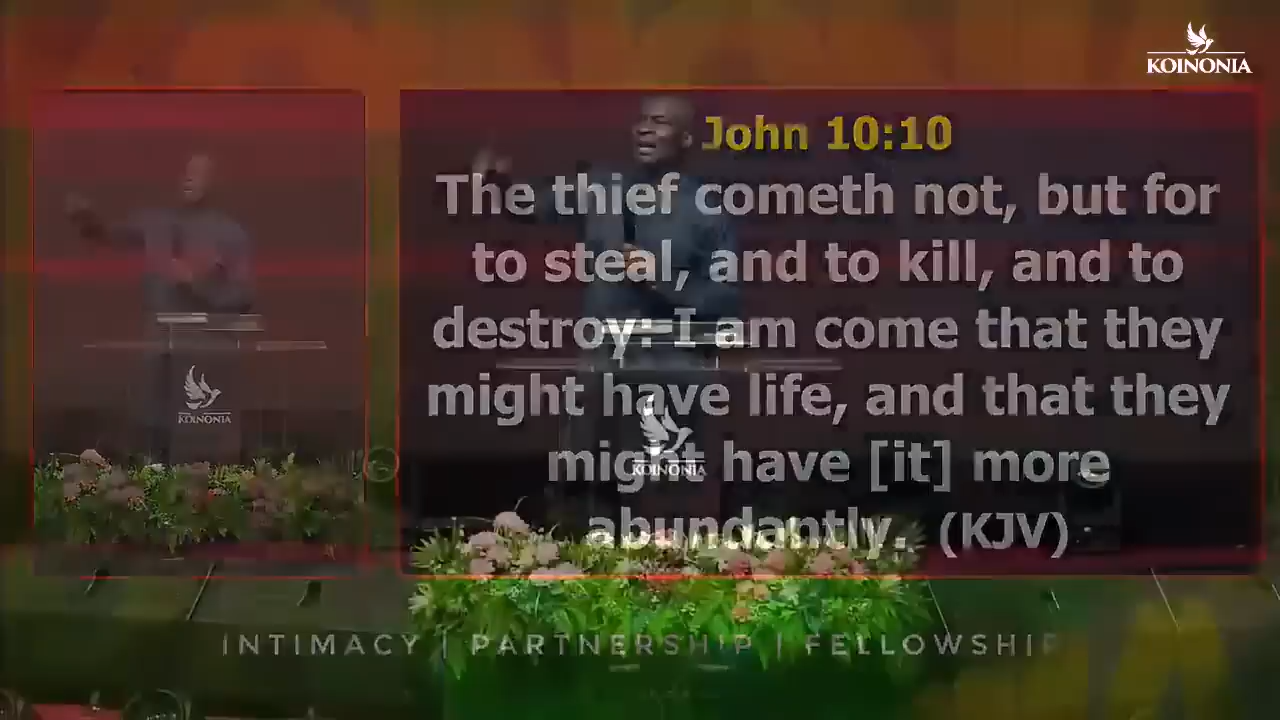 KOINONIA
John 10:10
The thief cometh not, but for
to steal, and to kill, and to
destroy: I am come that they
might have life, and that they
might have [it] more
abundantly. (KJV)
KOINONIA
KOINONIA
INTIMACY | PARTNERSHIP | FELLOWSHIP